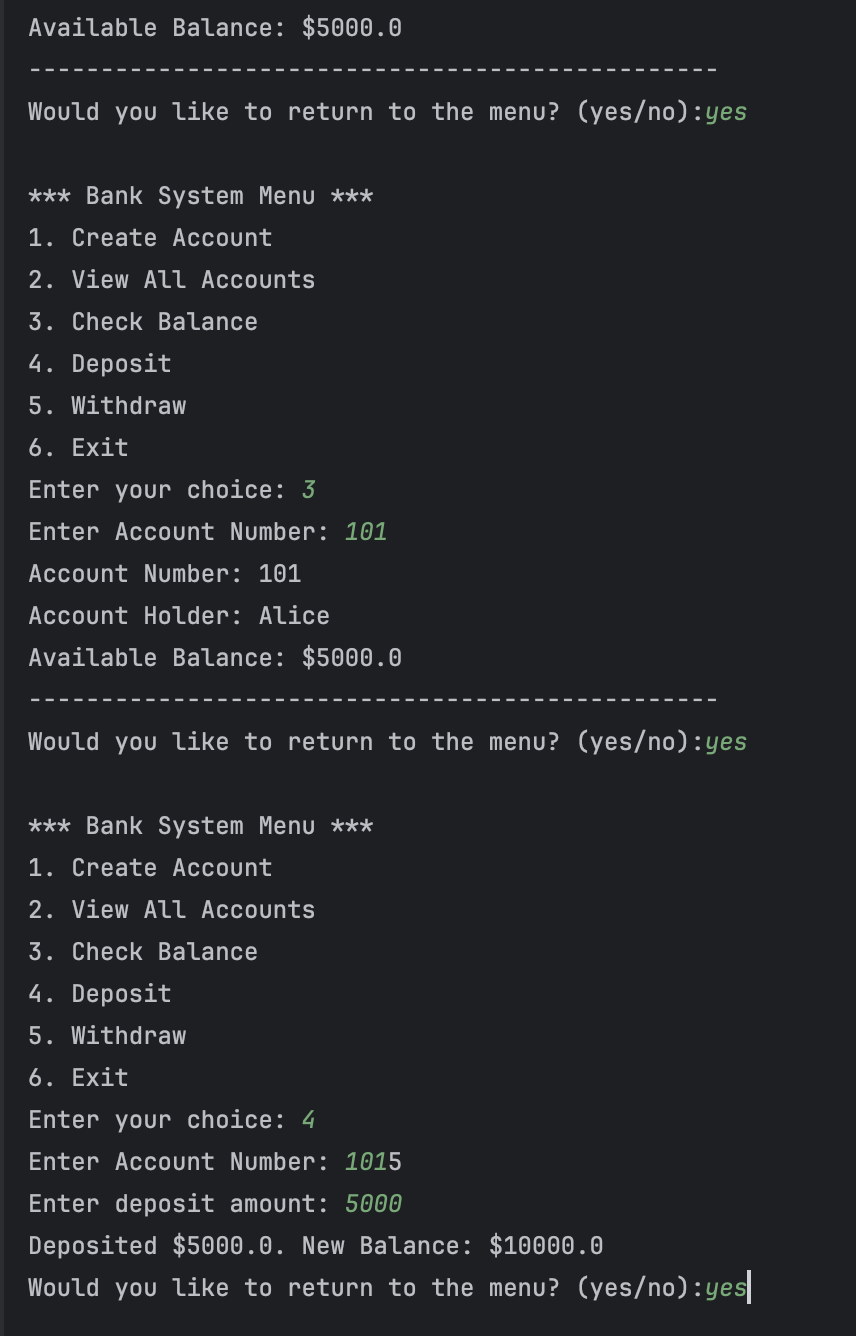 Available Balance: $5000.0
------------------------------------------------
Would you like to return to the menu? (yes/no):yes
*** Bank System Menu ***
1. Create Account
2. View All Accounts
3. Check Balance
4. Deposit
5. Withdraw
6. Exit
Enter your choice: 3
Enter Account Number: 101
Account Number: 101
Account Holder: Alice
Available Balance: $5000.0
------------------------------------------------
Would you like to return to the menu? (yes/no):yes
*** Bank System Menu ***
1. Create Account
2. View All Accounts
3. Check Balance
4. Deposit
5. Withdraw
6. Exit
Enter your choice: 4
Enter Account Number: 1015
Enter deposit amount: 5000
Deposited $5000.0. New Balance: $10000.0
Would you like to return to the menu? (yes/no):yes